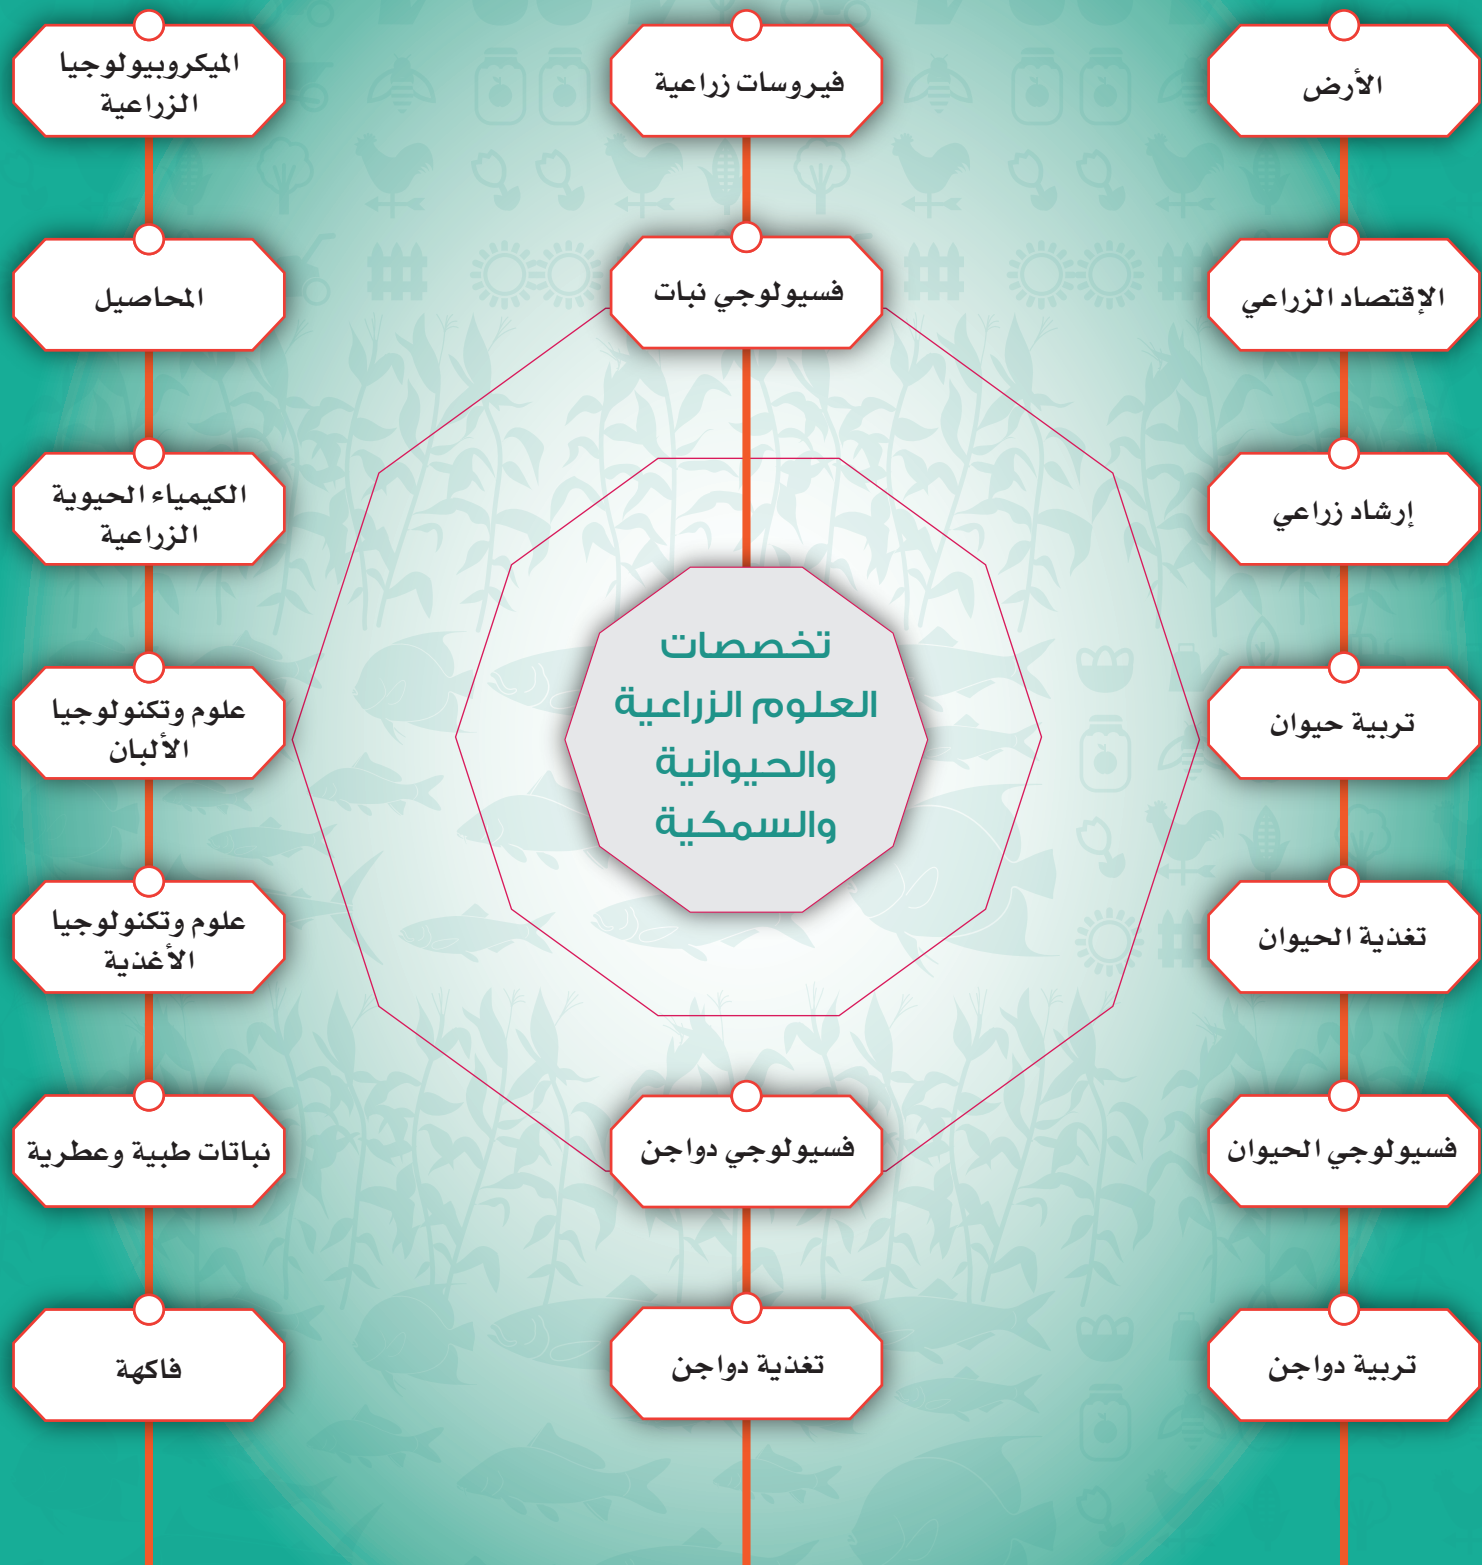 الأرض
الإقتصاد الزراعي
إرشاد زراعي
تربية حيوان
تغذية الحيوان
فسيولوجي الحيوان
تربية دواجن
فيروسات زراعية
فسيولوجي نبات
تخصصات
العلوم الزراعية
والحيوانية
والسمكية
فسيولوجي دواجن
تغذية دواجن
الميكروبيولوجيا
الزراعية
المحاصيل
الكيمياء الحيوية
الزراعية
علوم وتكنولوجيا
الألبان
علوم وتكنولوجيا
الأغذية
نباتات طبية وعطرية
فاكهة